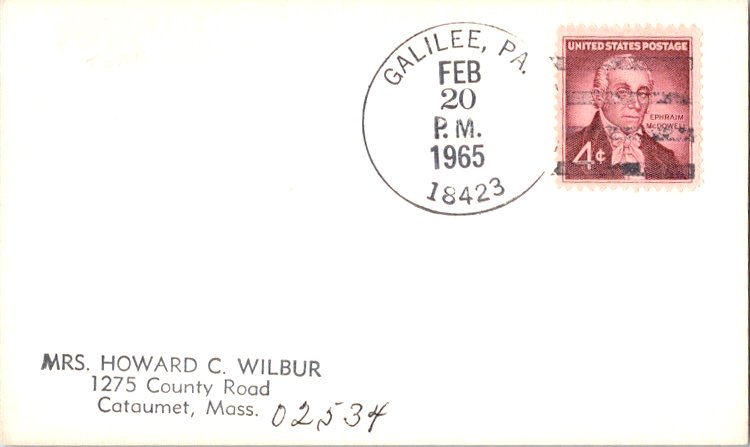 GALILEE, PA.
FEB
20
P.M.
1965
18423
UNITED STATES POSTAGE
EPHRAIM
McDOWELL
4¢
MRS. HOWARD C. WILBUR
1275 County Road
Cataumet, Mass. 02534